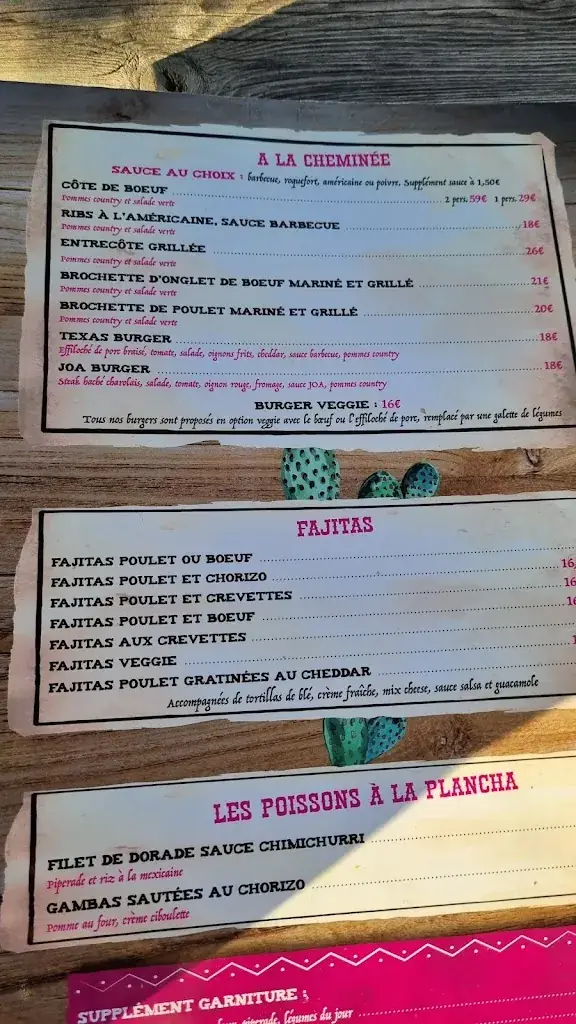 A LA CHEMINÉE
SAUCE AU CHOIX : barbecue, roquefort, américaine ou poivre. Supplément sauce à 1,50€
CÔTE DE BOEUF 2 pers. 59€ 1 pers. 29€
Pommes country et salade verte
RIBS À L'AMÉRICAINE, SAUCE BARBECUE 18€
Pommes country et salade verte
ENTRECÔTE GRILLÉE 26€
Pommes country et salade verte
BROCHETTE D'ONGLET DE BOEUF MARINÉ ET GRILLÉ 21€
Pommes country et salade verte
BROCHETTE DE POULET MARINÉ ET GRILLÉ 20€
Pommes country et salade verte
TEXAS BURGER 18€
Effiloché de porc braisé, tomate, salade, oignons frits, cheddar, sauce barbecue, pommes country
JOA BURGER 18€
Steak haché charolais, salade, tomate, oignon rouge, fromage, sauce JOA, pommes country
BURGER VEGGIE : 16€
Tous nos burgers sont proposés en option veggie avec le bœuf ou l'effiloché de porc, remplacé par une galette de légumes
FAJITAS
FAJITAS POULET OU BOEUF 16,
FAJITAS POULET ET CHORIZO 16
FAJITAS POULET ET CREVETTES 16
FAJITAS POULET ET BOEUF
FAJITAS AUX CREVETTES
FAJITAS VEGGIE
FAJITAS POULET GRATINÉES AU CHEDDAR
Accompagnées de tortillas de blé, crème fraîche, mix cheese, sauce salsa et guacamole
LES POISSONS À LA PLANCHA
FILET DE DORADE SAUCE CHIMICHURRI
Piperade et riz à la mexicaine
GAMBAS SAUTÉES AU CHORIZO
Pomme au four, crème ciboulette
SUPPLÉMENT GARNITURE :
piperade, légumes du jour